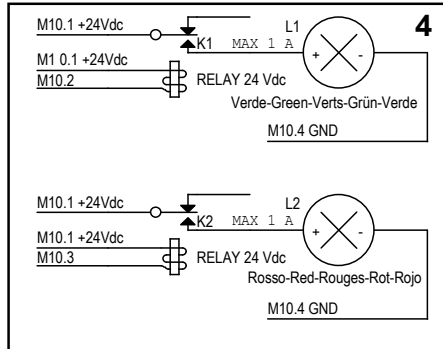 4
M10.1 +24Vdc
L1
K1 MAX 1 A
+ -
M1 0.1 +24Vdc
M10.2
RELAY 24 Vdc
Verde-Green-Verts-Grün-Verde
M10.4 GND
M10.1 +24Vdc
L2
K2 MAX 1 A
+ -
M10.1 +24Vdc
M10.3
RELAY 24 Vdc
Rosso-Red-Rouges-Rot-Rojo
M10.4 GND